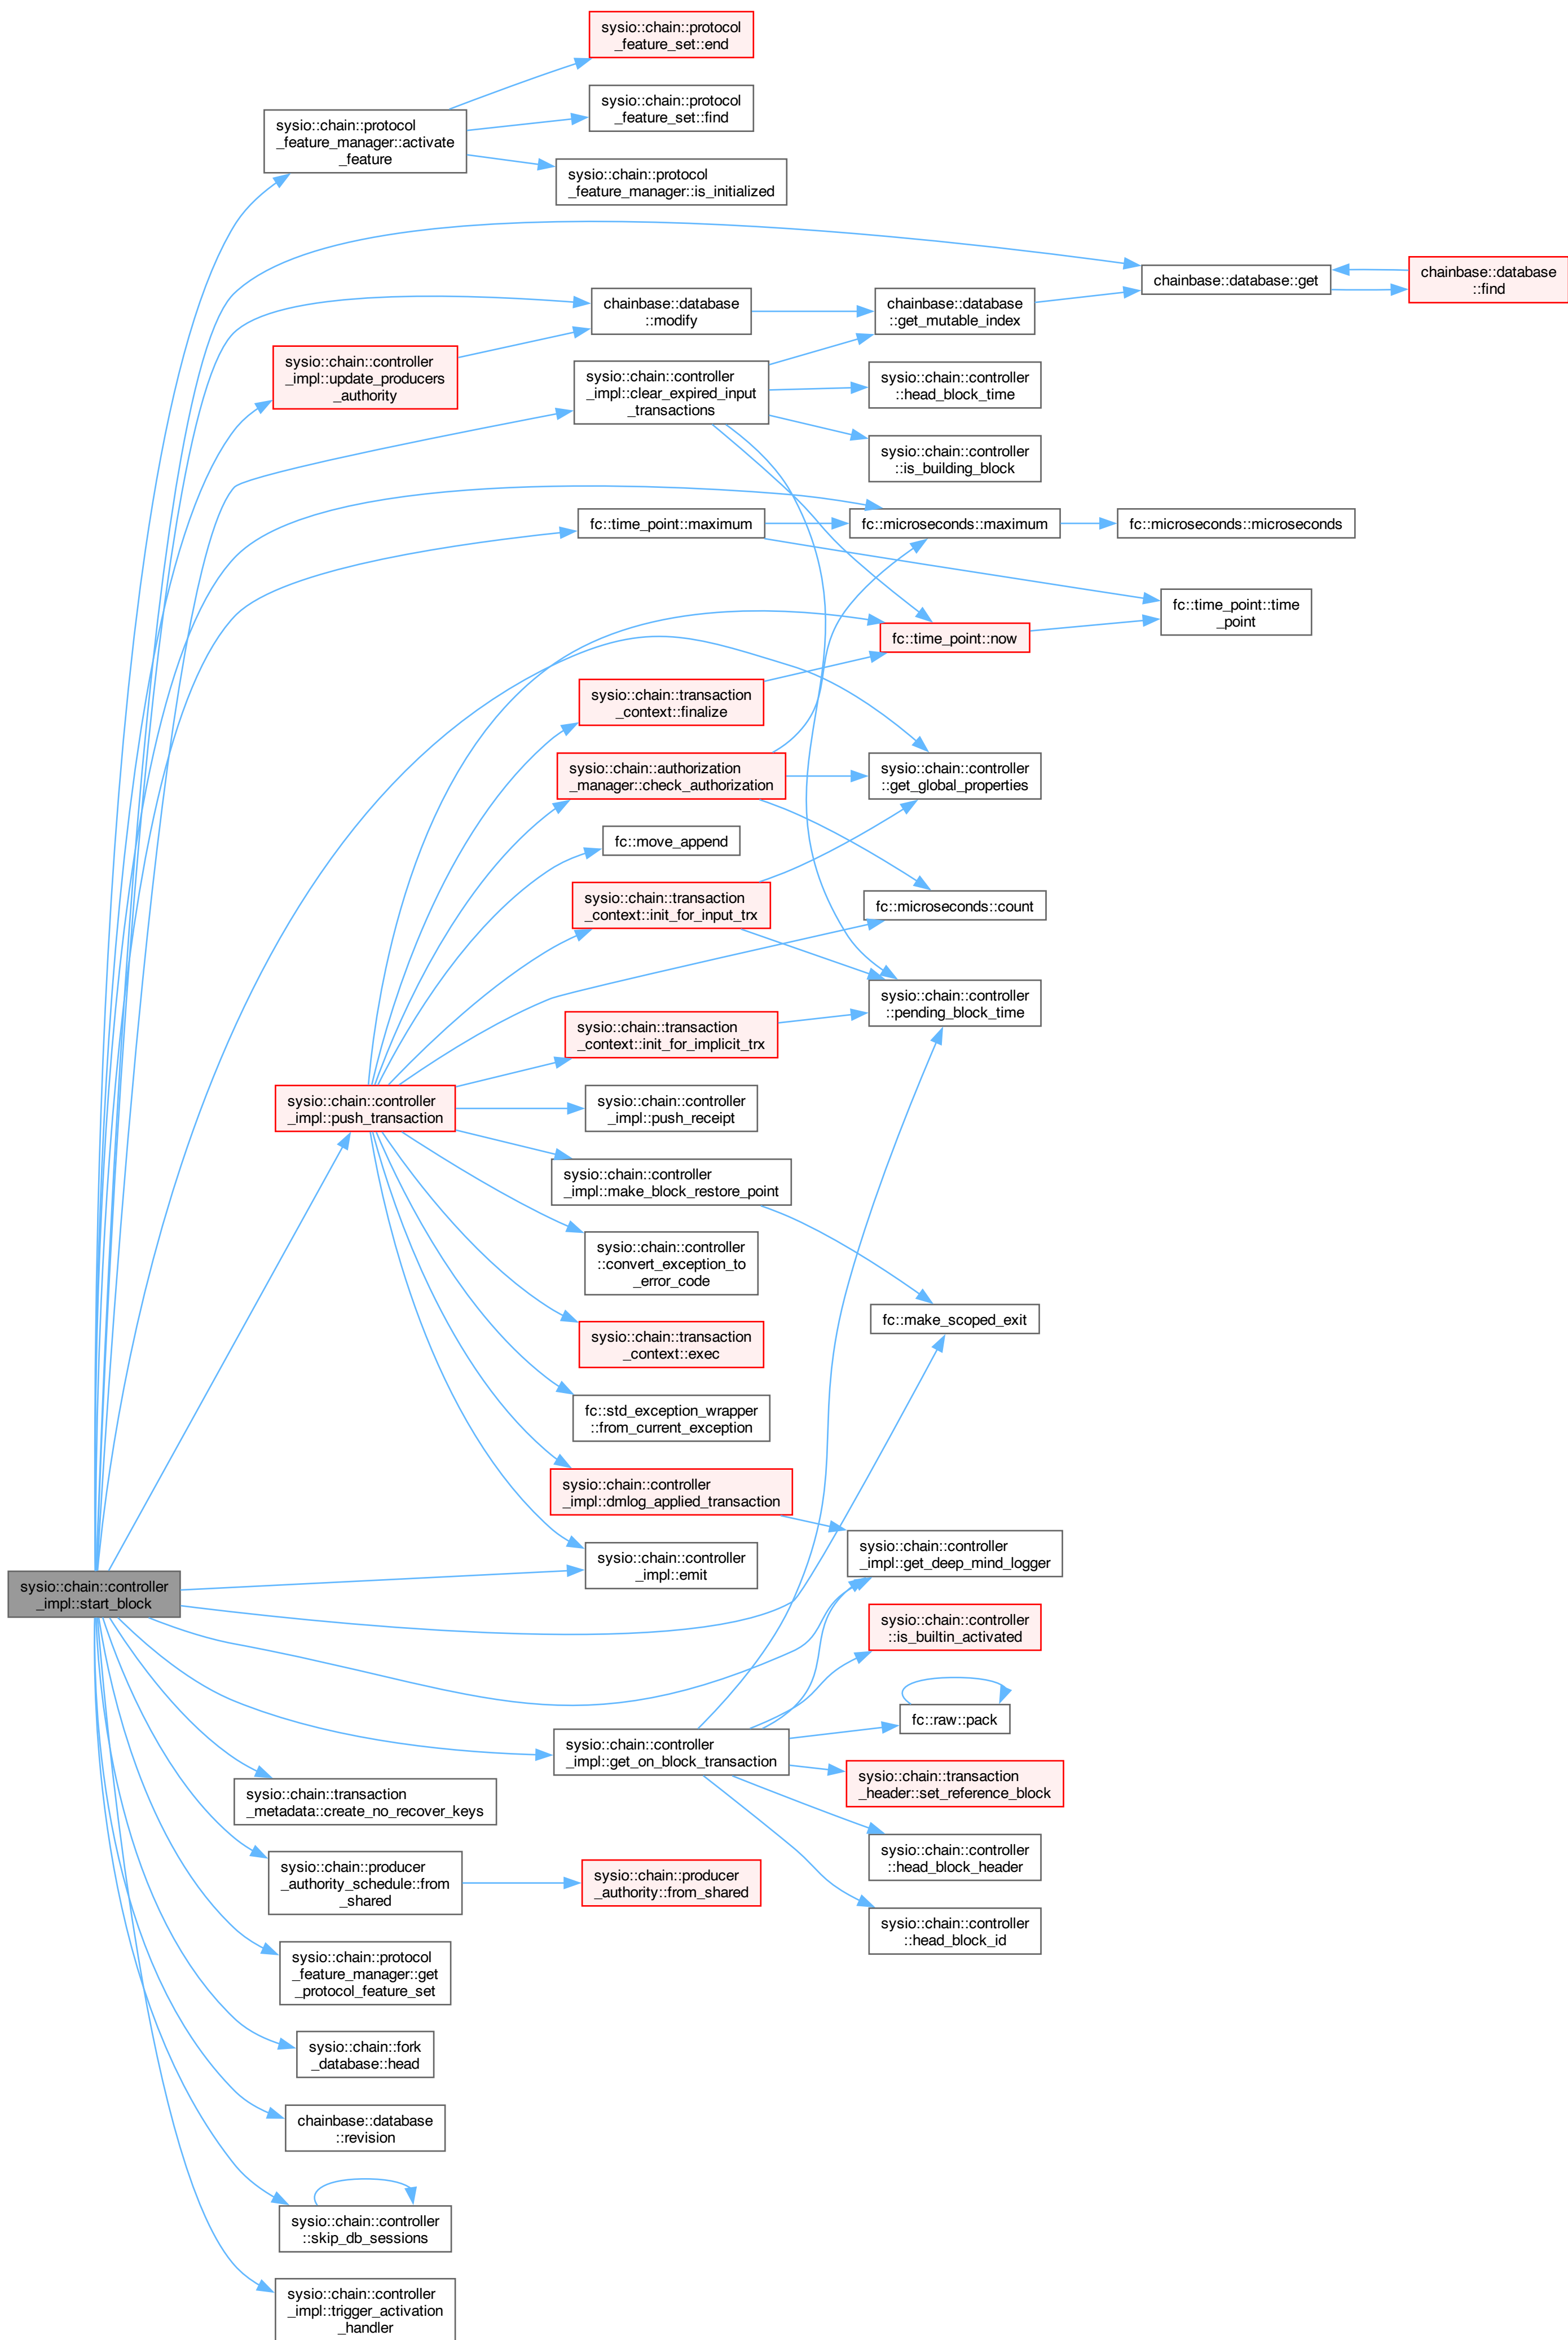 sysio::chain::protocol
_feature_set::end
sysio::chain::protocol
_feature_set::find
sysio::chain::protocol
_feature_manager::activate
_feature
sysio::chain::protocol
_feature_manager::is_initialized
chainbase::database::get
chainbase::database
::find
chainbase::database
::modify
chainbase::database
::get_mutable_index
sysio::chain::controller
_impl::update_producers
_authority
sysio::chain::controller
_impl::clear_expired_input
_transactions
sysio::chain::controller
::head_block_time
sysio::chain::controller
::is_building_block
fc::time_point::maximum
fc::microseconds::maximum
fc::microseconds::microseconds
fc::time_point::time
_point
fc::time_point::now
sysio::chain::transaction
_context::finalize
sysio::chain::authorization
_manager::check_authorization
sysio::chain::controller
::get_global_properties
fc::move_append
sysio::chain::transaction
_context::init_for_input_trx
fc::microseconds::count
sysio::chain::controller
::pending_block_time
sysio::chain::transaction
_context::init_for_implicit_trx
sysio::chain::controller
_impl::push_transaction
sysio::chain::controller
_impl::push_receipt
sysio::chain::controller
_impl::make_block_restore_point
sysio::chain::controller
::convert_exception_to
_error_code
fc::make_scoped_exit
sysio::chain::transaction
_context::exec
fc::std_exception_wrapper
::from_current_exception
sysio::chain::controller
_impl::dmlog_applied_transaction
sysio::chain::controller
_impl::get_deep_mind_logger
sysio::chain::controller
_impl::emit
sysio::chain::controller
_impl::start_block
sysio::chain::controller
::is_builtin_activated
fc::raw::pack
sysio::chain::controller
_impl::get_on_block_transaction
sysio::chain::transaction
_header::set_reference_block
sysio::chain::transaction
_metadata::create_no_recover_keys
sysio::chain::controller
::head_block_header
sysio::chain::producer
_authority_schedule::from
_shared
sysio::chain::producer
_authority::from_shared
sysio::chain::controller
::head_block_id
sysio::chain::protocol
_feature_manager::get
_protocol_feature_set
sysio::chain::fork
_database::head
chainbase::database
::revision
sysio::chain::controller
::skip_db_sessions
sysio::chain::controller
_impl::trigger_activation
_handler